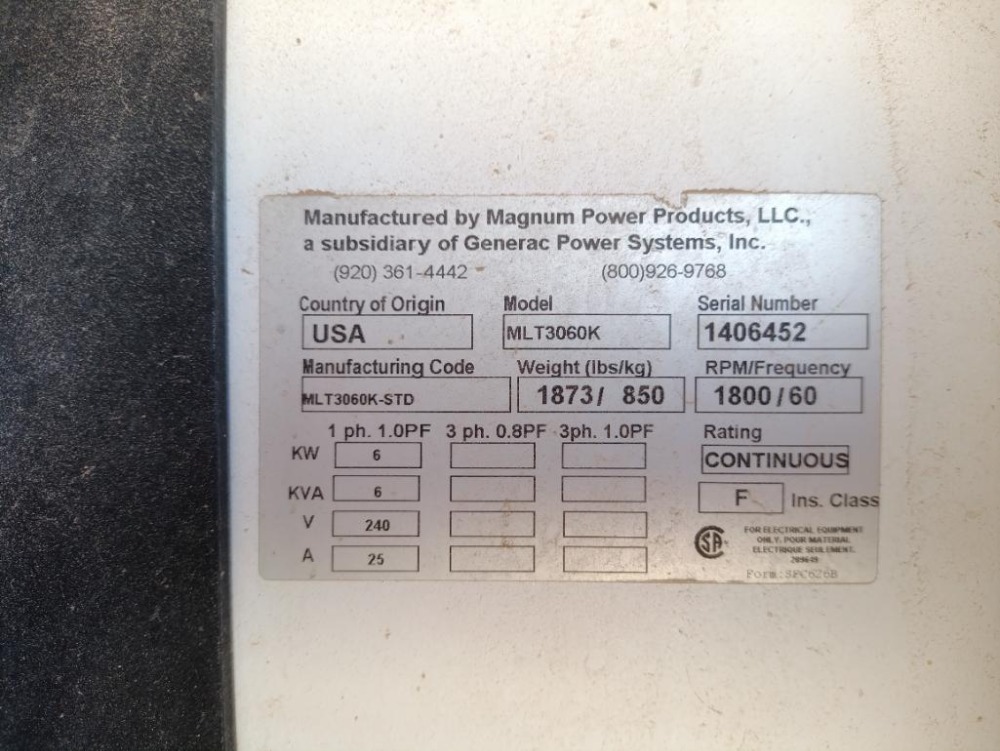 Manufactured by Magnum Power Products, LLC.,
a subsidiary of Generac Power Systems, Inc.
(920) 361-4442 (800)926-9768
Country of Origin Model Serial Number
USA MLT3060K 1406452
Manufacturing Code Weight (lbs/kg) RPM/Frequency
MLT3060K-STD 1873/ 850 1800/60
1 ph. 1.0PF 3 ph. 0.8PF 3ph. 1.0PF Rating
KW 6 CONTINUOUS
KVA 6 F Ins. Class
V 240
A 25
SA
FOR ELECTRICAL EQUIPMENT
ONLY. POUR MATERIAL
ELECTRIQUE SEULEMENT.
Form: